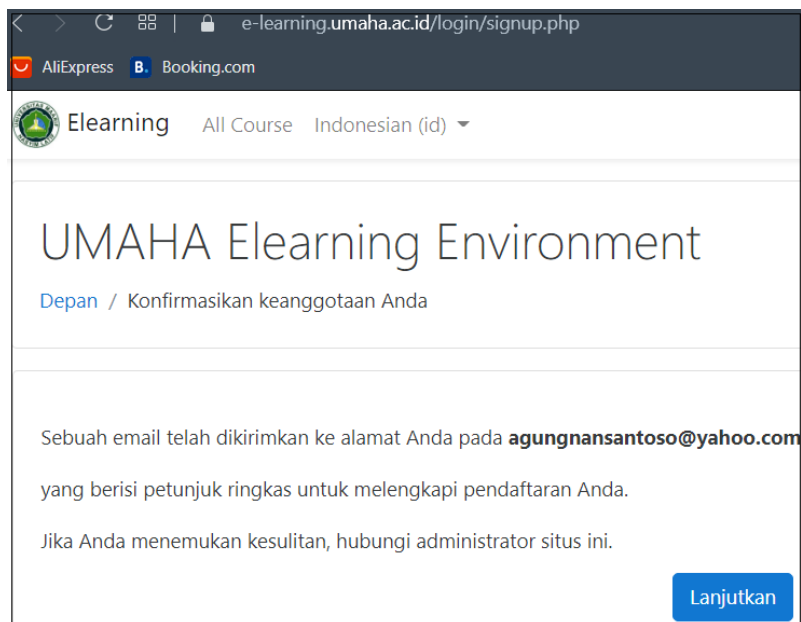 e-learning.umaha.ac.id/login/signup.php
AliExpress B. Booking.com
Elearning All Course Indonesian (id)
UMAHA Elearning Environment
Depan / Konfirmasikan keanggotaan Anda
Sebuah email telah dikirimkan ke alamat Anda pada agungnansantoso@yahoo.com
yang berisi petunjuk ringkas untuk melengkapi pendaftaran Anda.
Jika Anda menemukan kesulitan, hubungi administrator situs ini.
Lanjutkan